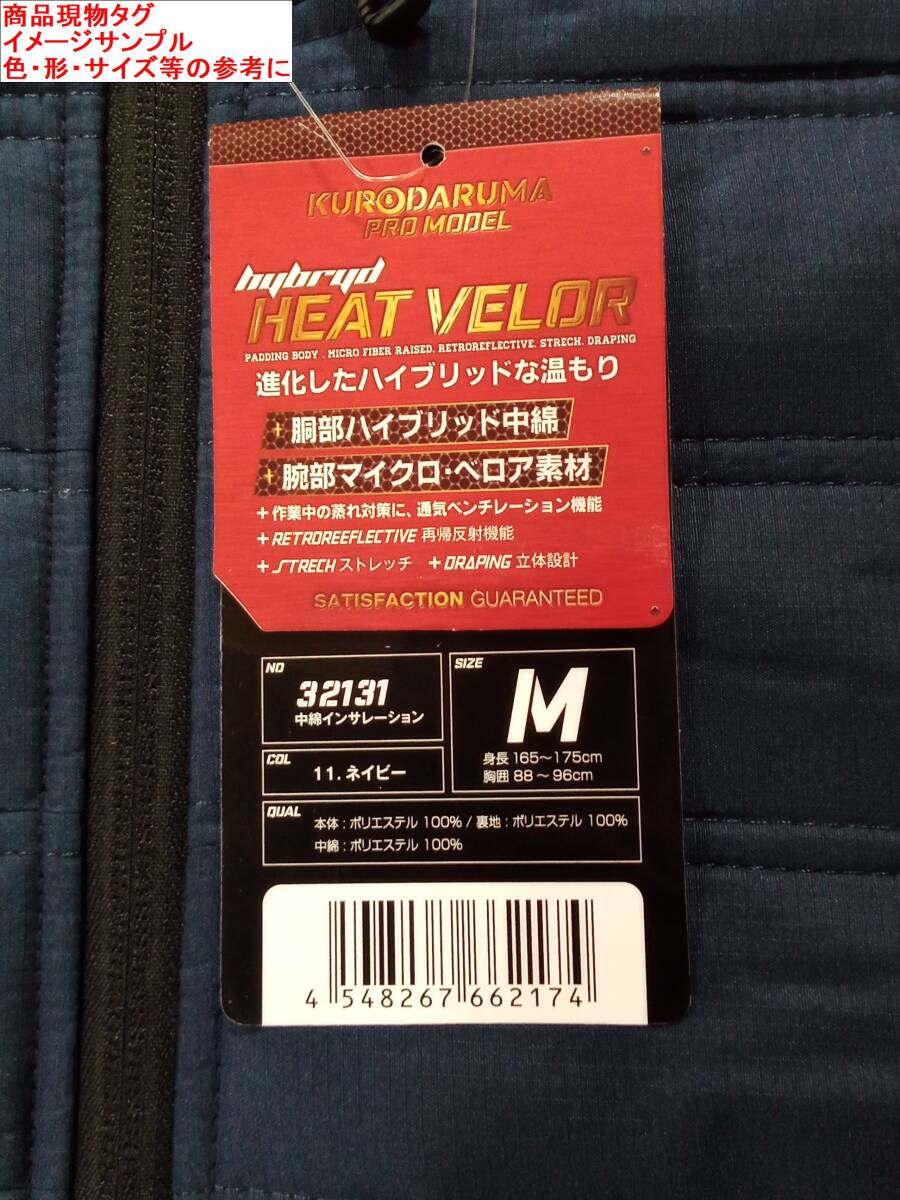 商品現物タグ
イメージサンプル
色・形・サイズ等の参考に
KURODARUMA
PRO MODEL
hybryd
HEAT VELOR
PADDING BODY . MICRO FIBER RAISED. RETROREFLECTIVE. STRECH. DRAPING
進化したハイブリッドな温もり
+ 胴部ハイブリッド中綿
+ 腕部マイクロ・ベロア素材
+ 作業中の蒸れ対策に、通気ベンチレーション機能
+ RETROREEFLECTIVE 再帰反射機能
+ STRECH ストレッチ + DRAPING 立体設計
SATISFACTION GUARANTEED
NO
32131
中綿インサレーション
SIZE
M
身長 165～175cm
胸囲 88～96cm
COL
11. ネイビー
QUAL
本体 : ポリエステル 100% / 裏地 : ポリエステル 100%
中綿 : ポリエステル 100%
4 548267 662174